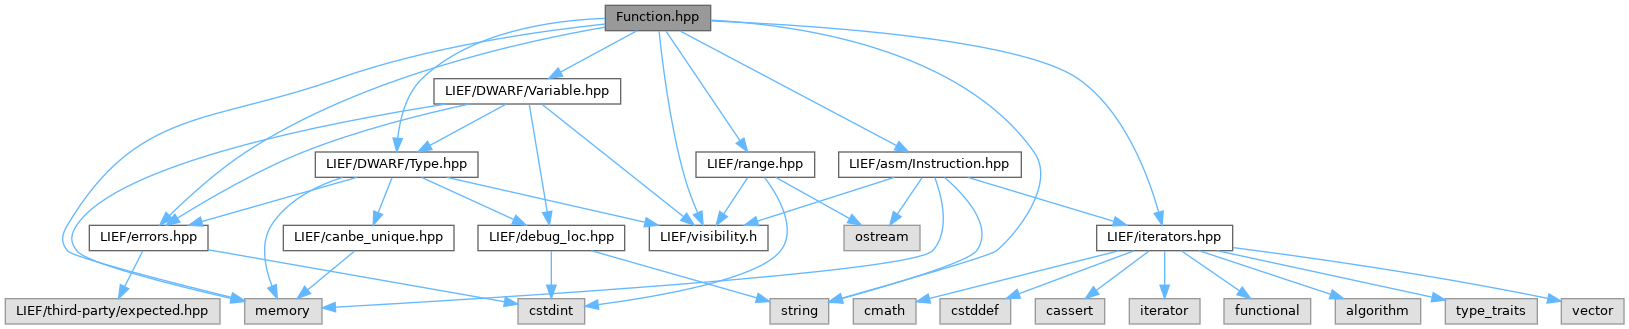 Function.hpp
LIEF/DWARF/Variable.hpp
LIEF/DWARF/Type.hpp
LIEF/range.hpp
LIEF/asm/Instruction.hpp
LIEF/errors.hpp
LIEF/canbe_unique.hpp
LIEF/debug_loc.hpp
LIEF/visibility.h
ostream
LIEF/iterators.hpp
LIEF/third-party/expected.hpp
memory
cstdint
string
cmath
cstddef
cassert
iterator
functional
algorithm
type_traits
vector